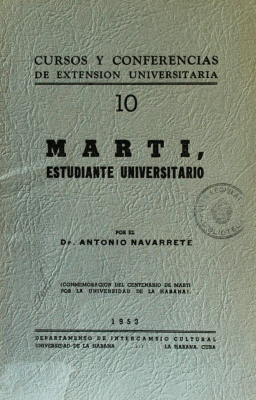 CURSOS Y CONFERENCIAS
DE EXTENSION UNIVERSITARIA
10
MARTI,
ESTUDIANTE UNIVERSITARIO
POR EL
Dr. ANTONIO NAVARRETE
(CONMEMORACION DEL CENTENARIO DE MARTI
POR LA UNIVERSIDAD DE LA HABANA).
1953
DEPARTAMENTO DE INTERCAMBIO CULTURAL
UNIVERSIDAD DE LA HABANA LA HABANA, CUBA